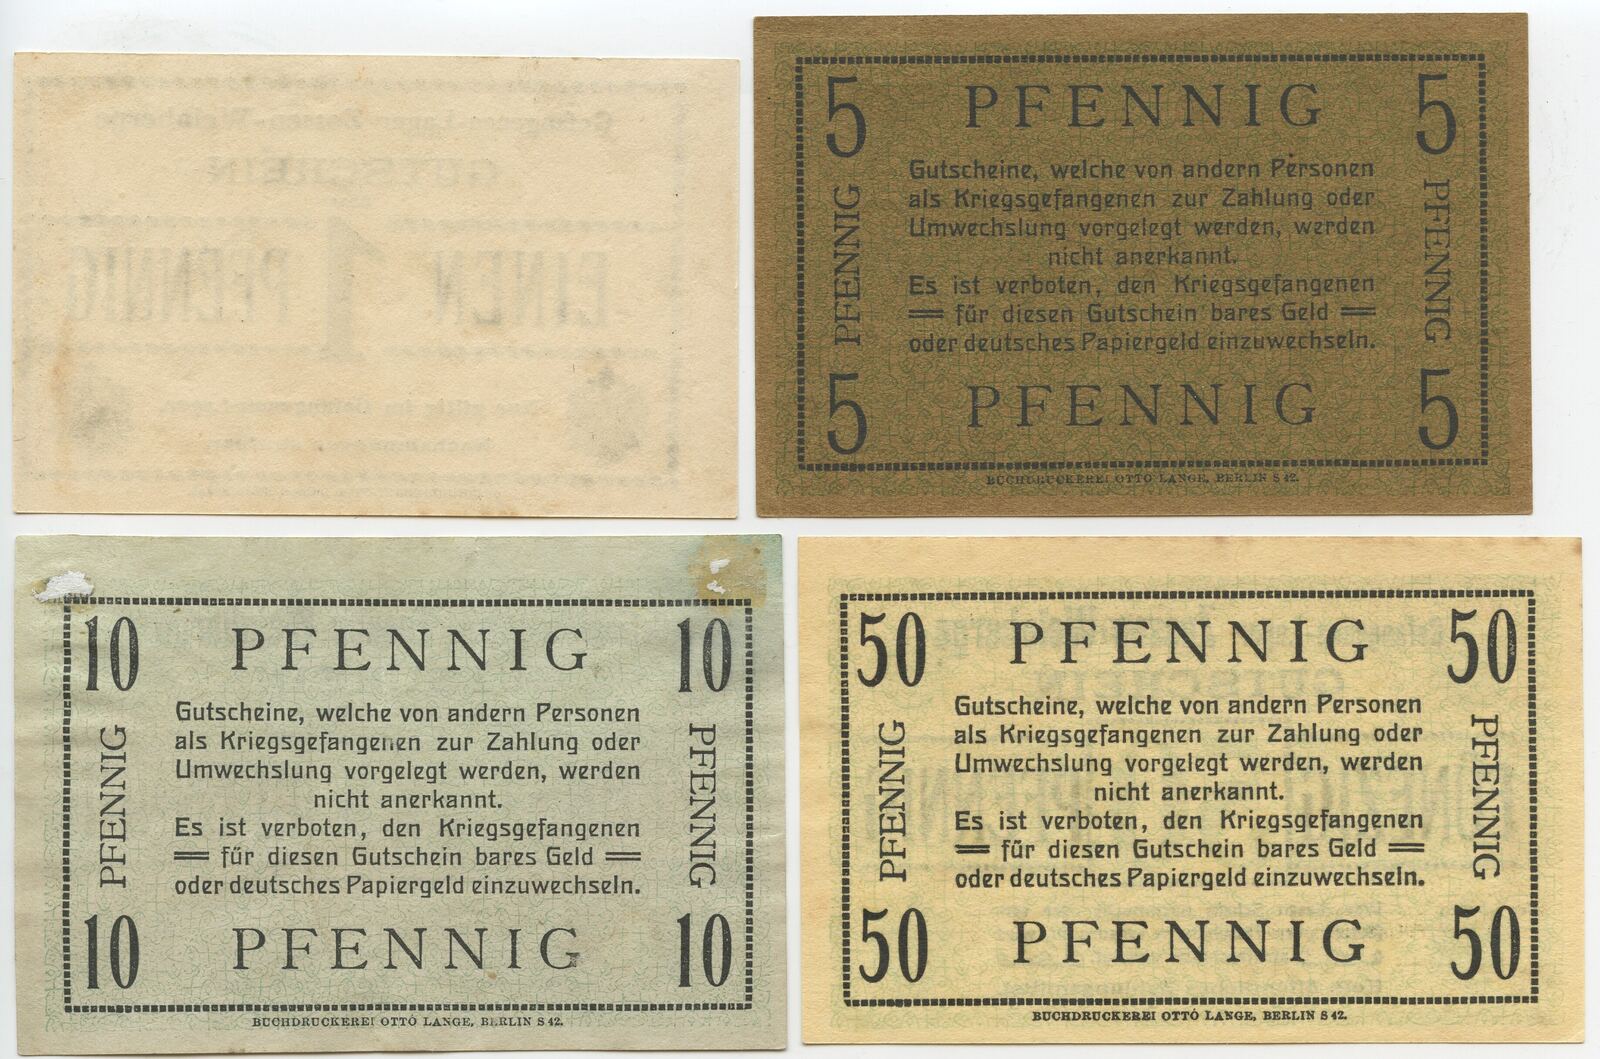 5 PFENNIG 5
Gutscheine, welche von andern Personen
als Kriegsgefangenen zur Zahlung oder
Umwechslung vorgelegt werden, werden
nicht anerkannt.
Es ist verboten, den Kriegsgefangenen
für diesen Gutschein bares Geld
oder deutsches Papiergeld einzuwechseln.
PFENNIG
PFENNIG
5 PFENNIG 5
BUCHDRUCKEREI OTTO LANGE, BERLIN S 42.
10 PFENNIG 10
Gutscheine, welche von andern Personen
als Kriegsgefangenen zur Zahlung oder
Umwechslung vorgelegt werden, werden
nicht anerkannt.
Es ist verboten, den Kriegsgefangenen
für diesen Gutschein bares Geld
oder deutsches Papiergeld einzuwechseln.
PFENNIG
PFENNIG
10 PFENNIG 10
BUCHDRUCKEREI OTTO LANGE, BERLIN S 42.
50 PFENNIG 50
Gutscheine, welche von andern Personen
als Kriegsgefangenen zur Zahlung oder
Umwechslung vorgelegt werden, werden
nicht anerkannt.
Es ist verboten, den Kriegsgefangenen
für diesen Gutschein bares Geld
oder deutsches Papiergeld einzuwechseln.
PFENNIG
PFENNIG
50 PFENNIG 50
BUCHDRUCKEREI OTTO LANGE, BERLIN S 42.